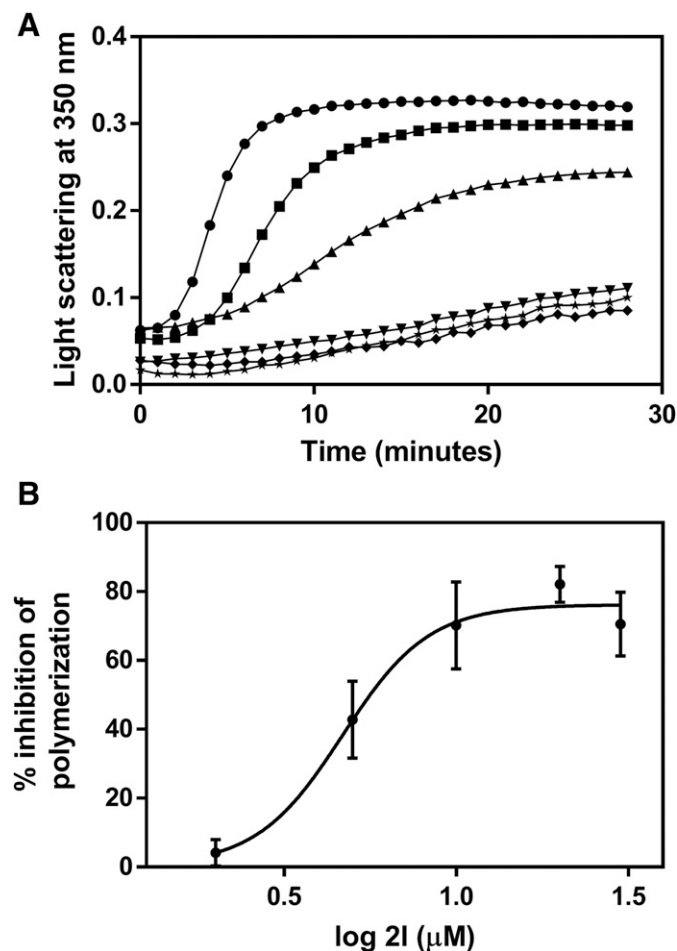 A
Light scattering at 350 nm
0.4
0.3
0.2
0.1
0.0
0
10
20
30
Time (minutes)
B
% inhibition of
polymerization
100
80
60
40
20
0
0.5
1.0
1.5
log 2l (μM)